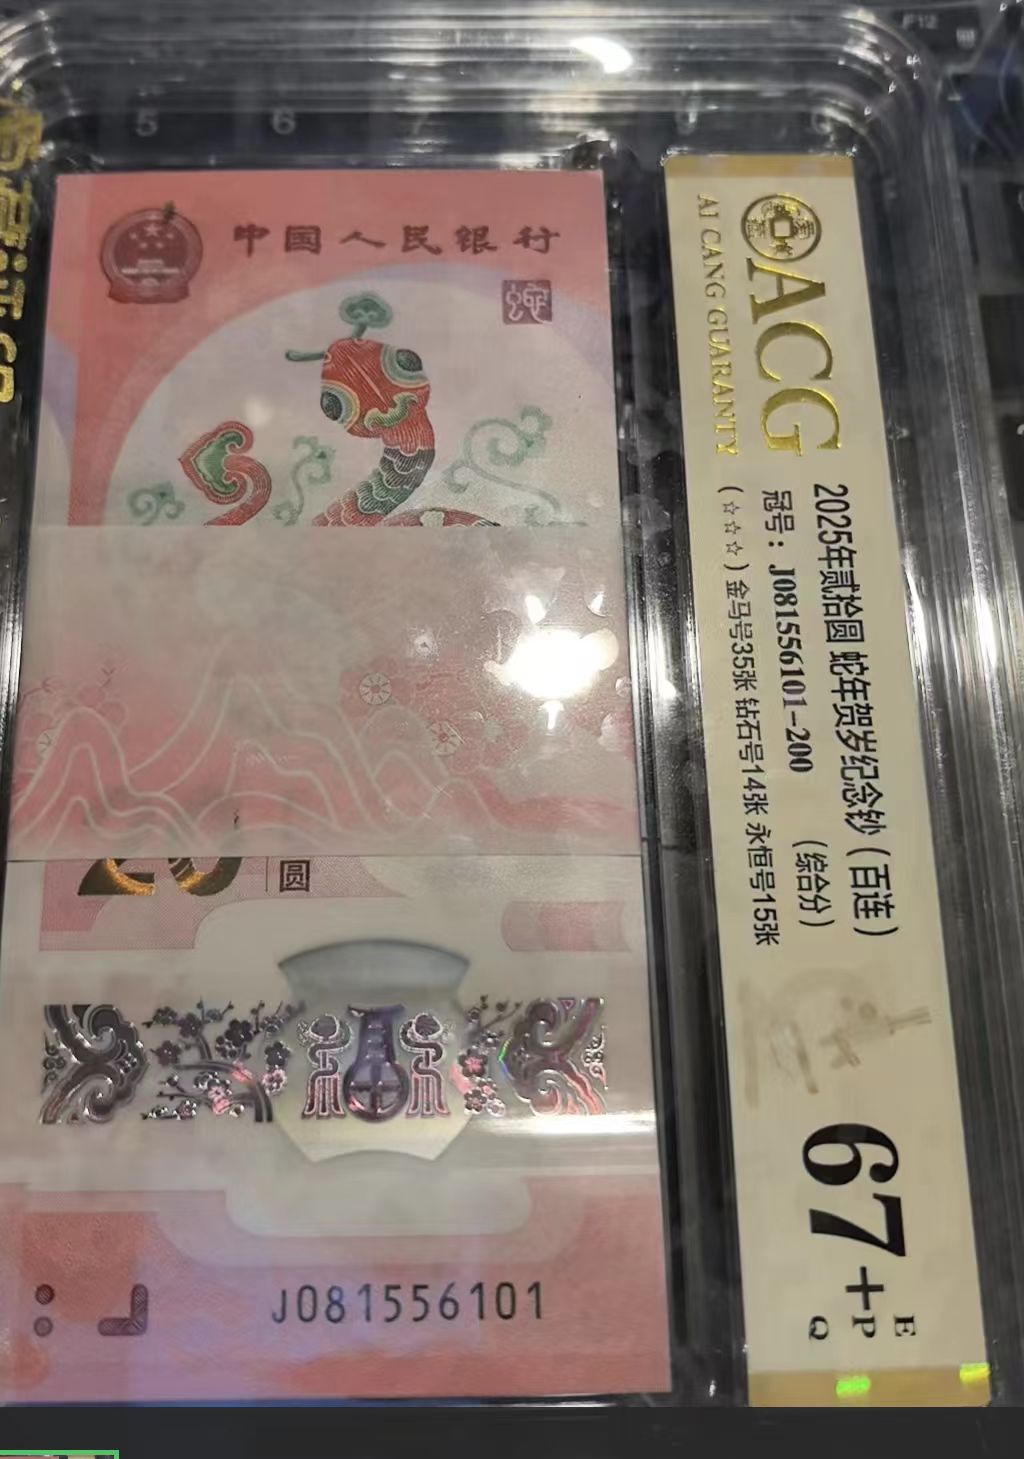 中国人民银行
蛇
圆
J081556101
ACG
AI CANG GUARANTY
2025年贰拾圆 蛇年贺岁纪念钞（百连）
冠号：J081556101-200 （综合分）
（☆☆☆）金马号35张 钻石号14张 永恒号15张
67+
E
P
Q
5
6
F12